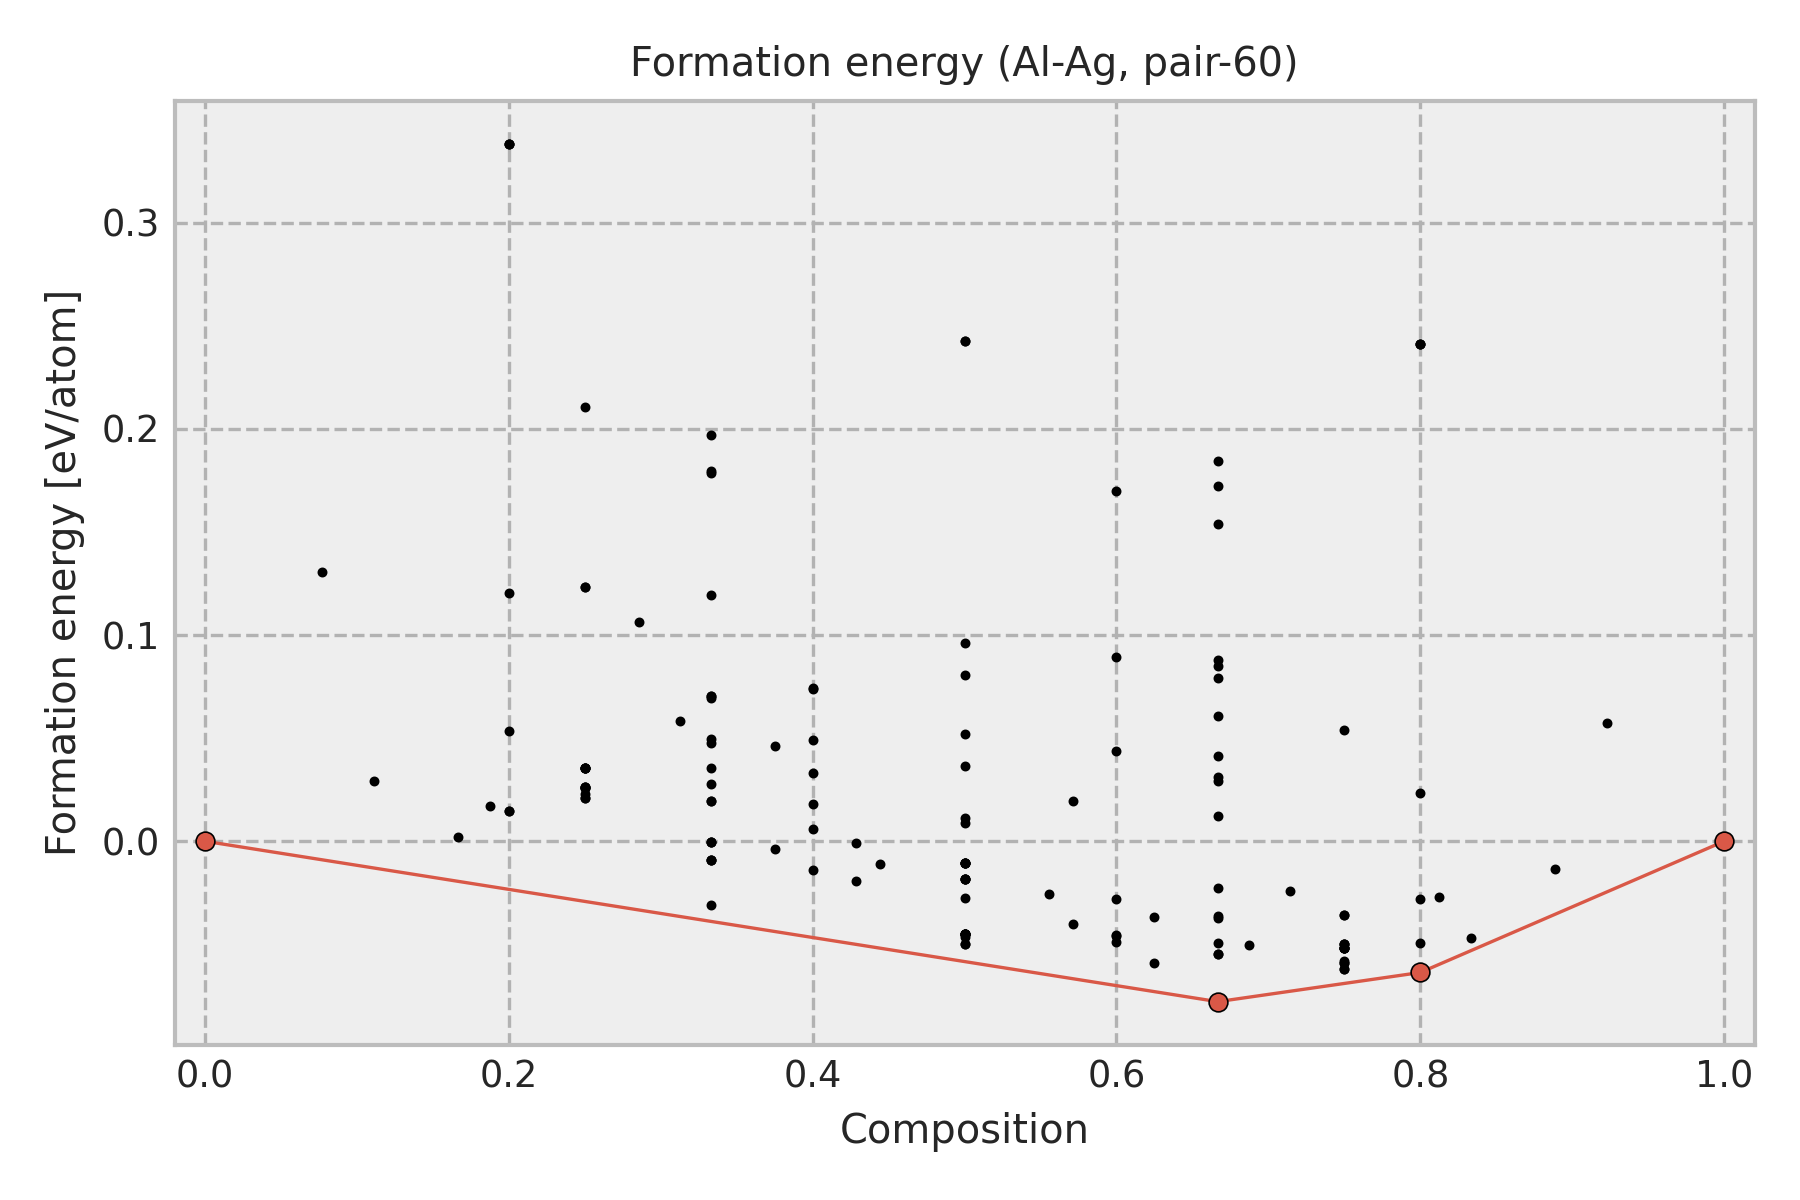 Formation energy (Al-Ag, pair-60)
Formation energy [eV/atom]
0.3
0.2
0.1
0.0
0.0 0.2 0.4 0.6 0.8 1.0
Composition